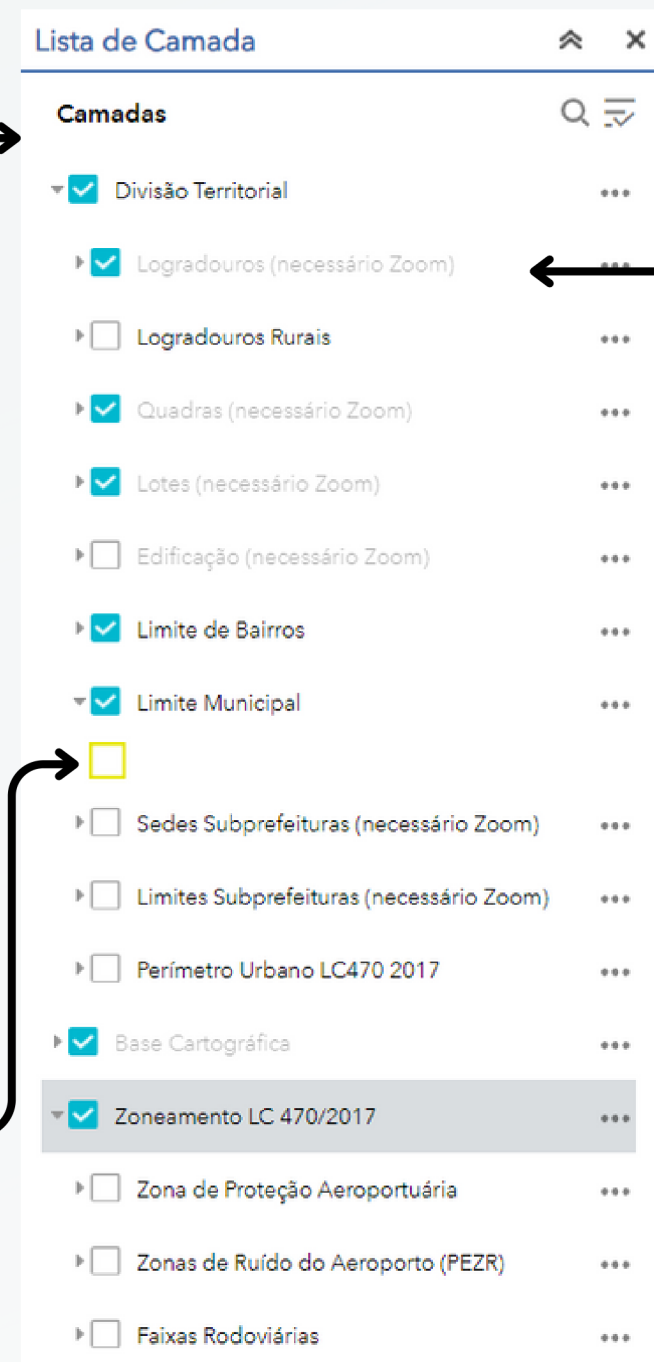 Lista de Camada
Camadas
Divisão Territorial
Logradouros (necessário Zoom)
Logradouros Rurais
Quadras (necessário Zoom)
Lotes (necessário Zoom)
Edificação (necessário Zoom)
Limite de Bairros
Limite Municipal
Sedes Subprefeituras (necessário Zoom)
Limites Subprefeituras (necessário Zoom)
Perímetro Urbano LC470 2017
Base Cartográfica
Zoneamento LC 470/2017
Zona de Proteção Aeroportuária
Zonas de Ruído do Aeroporto (PEZR)
Faixas Rodoviárias